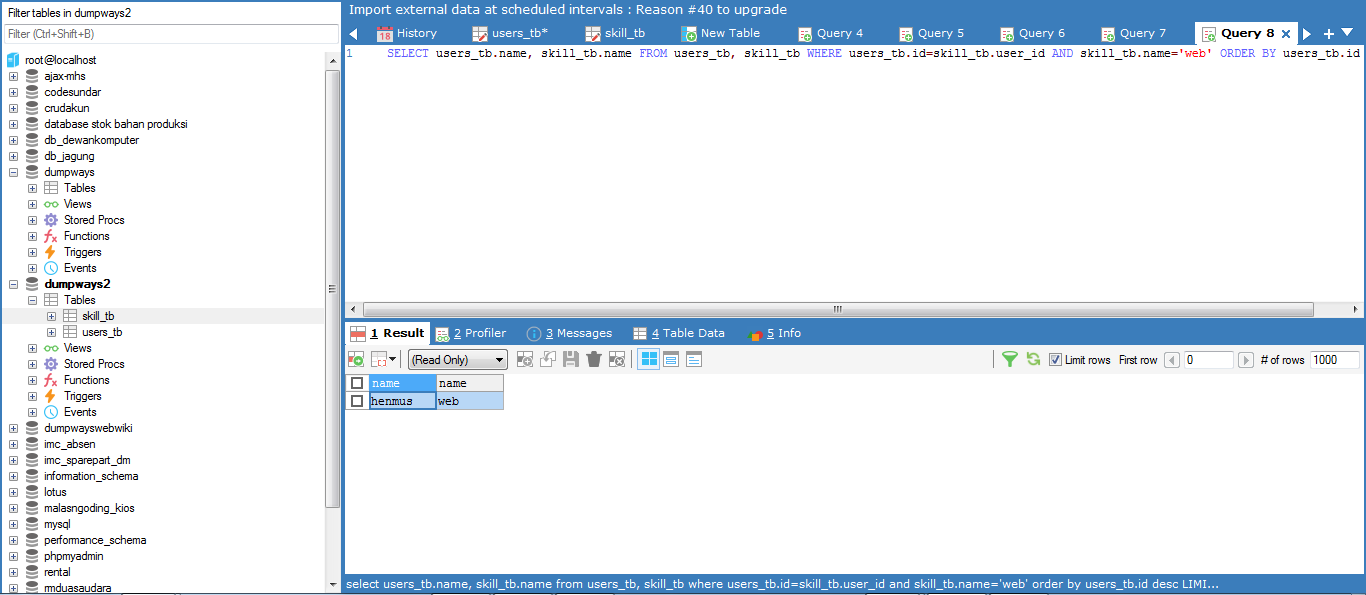 Filter tables in dumpways2
Filter (Ctrl+Shift+B)
root@localhost
ajax-mhs
codesundar
crudakun
database stok bahan produksi
db_dewankomputer
db_jagung
dumpways
Tables
Views
Stored Procs
Functions
Triggers
Events
dumpways2
Tables
skill_tb
users_tb
Views
Stored Procs
Functions
Triggers
Events
dumpwayswebwiki
imc_absen
imc_sparepart_dm
information_schema
lotus
malasngoding_kios
mysql
performance_schema
phpmyadmin
rental
rmduasaudara
Import external data at scheduled intervals : Reason #40 to upgrade
18 History users_tb* skill_tb New Table Query 4 Query 5 Query 6 Query 7 Query 8
1 SELECT users_tb.name, skill_tb.name FROM users_tb, skill_tb WHERE users_tb.id=skill_tb.user_id AND skill_tb.name='web' ORDER BY users_tb.id
1 Result 2 Profiler 3 Messages 4 Table Data 5 Info
(Read Only) Limit rows First row 0 # of rows 1000
name name
henmus web
select users_tb.name, skill_tb.name from users_tb, skill_tb where users_tb.id=skill_tb.user_id and skill_tb.name='web' order by users_tb.id desc LIMI...